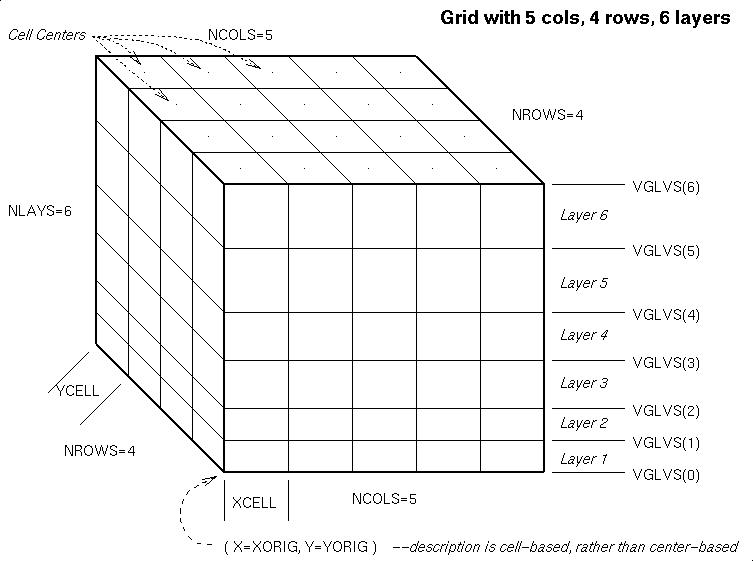 Grid with 5 cols, 4 rows, 6 layers
Cell Centers
NCOLS=5
NROWS=4
NLAYS=6
VGLVS(6)
Layer 6
VGLVS(5)
Layer 5
VGLVS(4)
Layer 4
VGLVS(3)
Layer 3
VGLVS(2)
Layer 2
VGLVS(1)
Layer 1
VGLVS(0)
YCELL
NROWS=4
XCELL
NCOLS=5
( X=XORIG, Y=YORIG ) --description is cell-based, rather than center-based